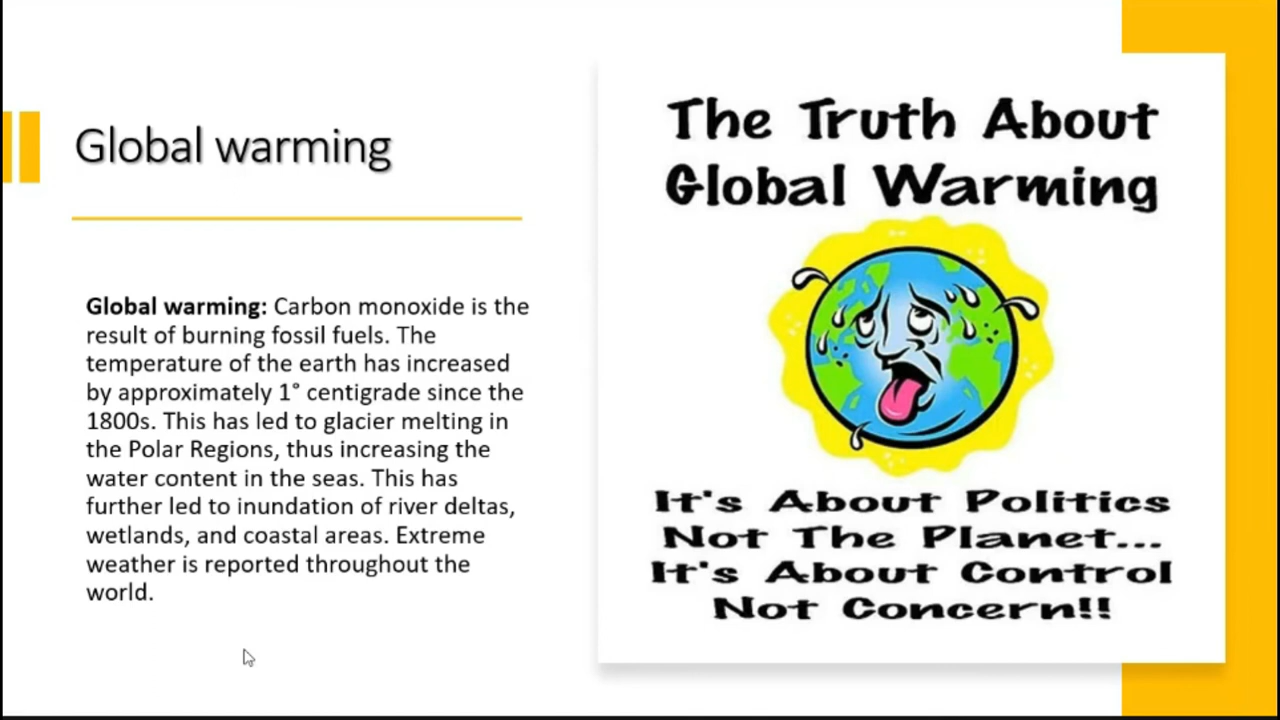 Global warming
Global warming: Carbon monoxide is the
result of burning fossil fuels. The
temperature of the earth has increased
by approximately 1° centigrade since the
1800s. This has led to glacier melting in
the Polar Regions, thus increasing the
water content in the seas. This has
further led to inundation of river deltas,
wetlands, and coastal areas. Extreme
weather is reported throughout the
world.
The Truth About
Global Warming
It's About Politics
Not The Planet...
It's About Control
Not Concern!!